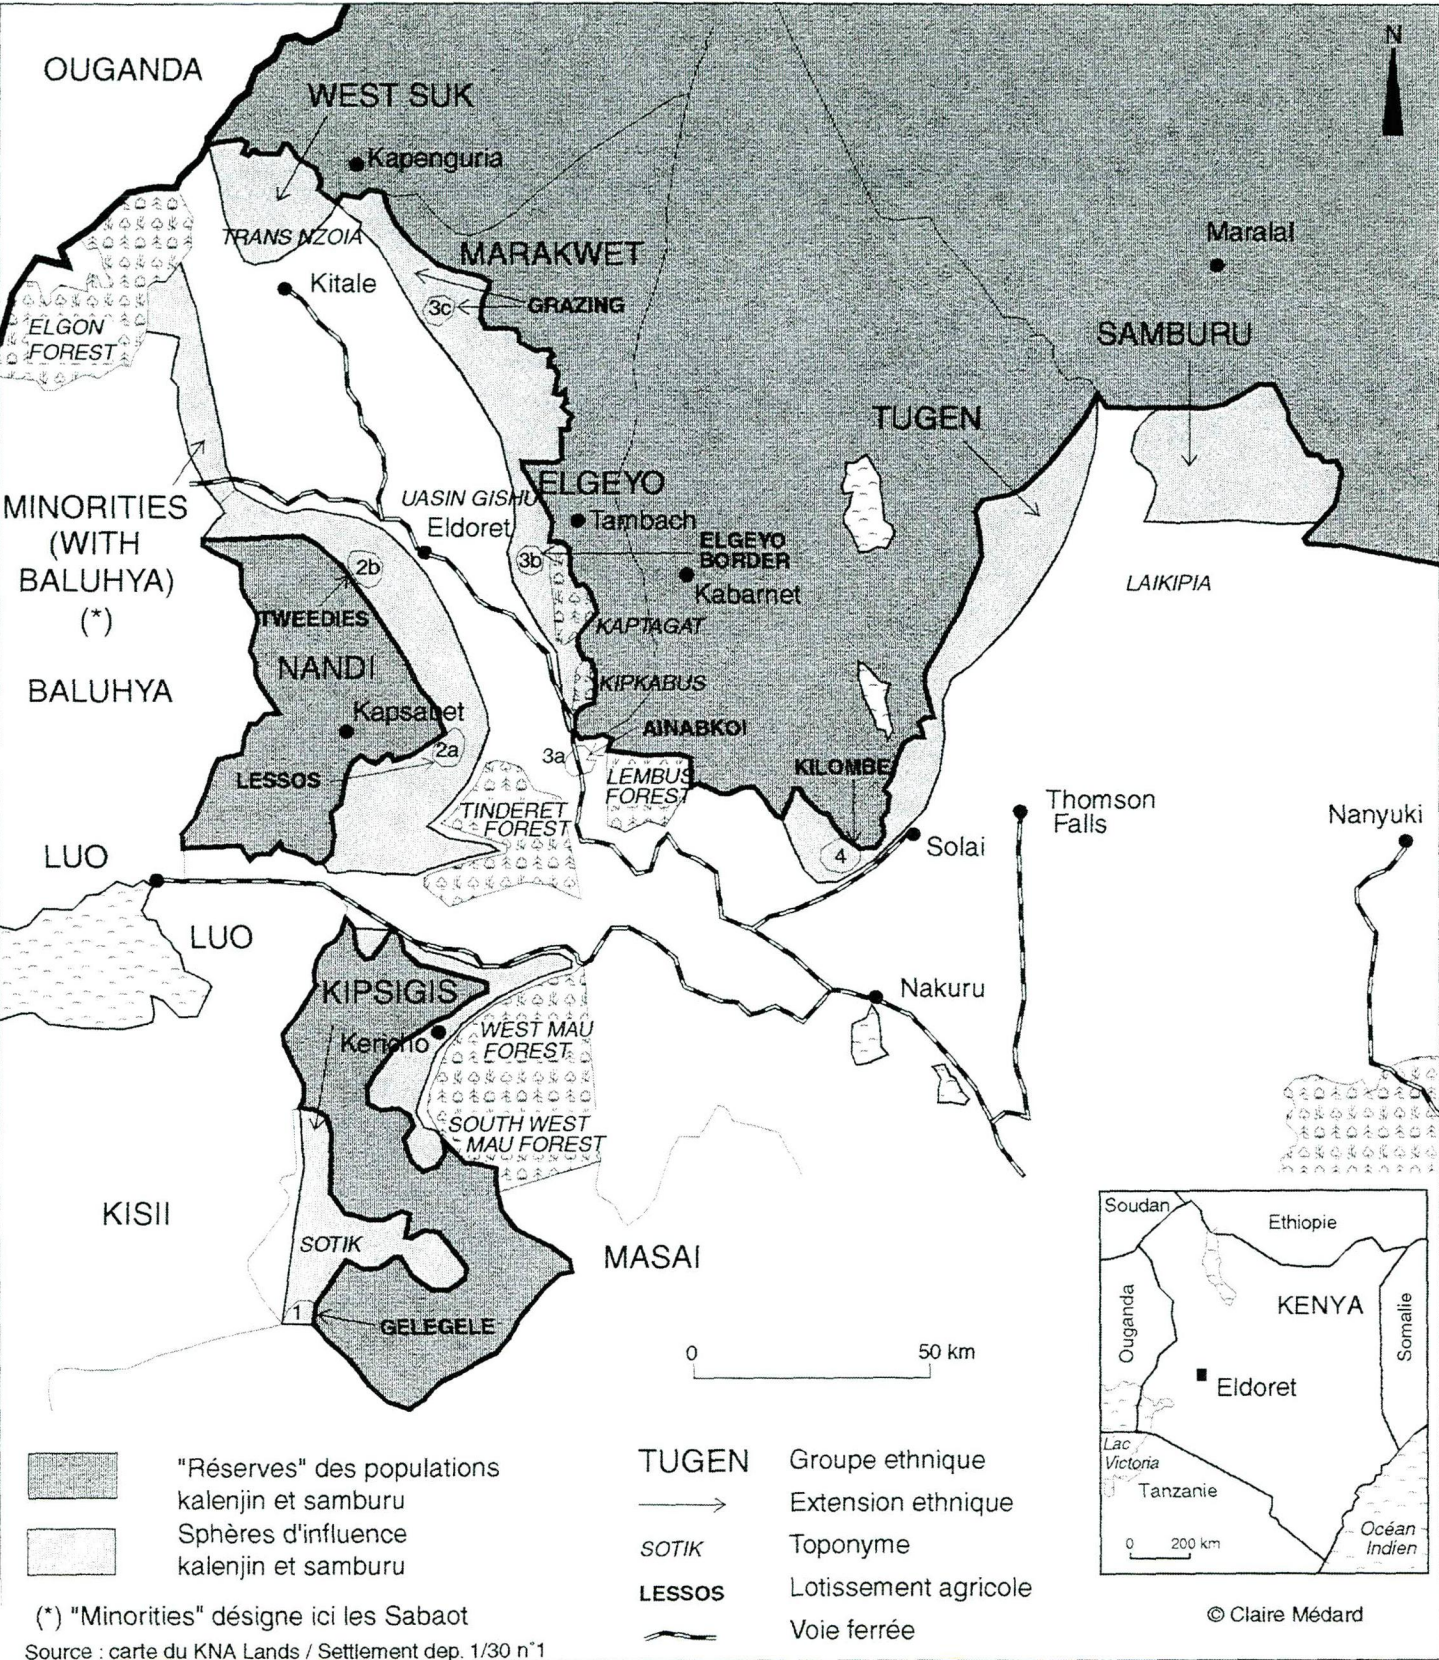 N
OUGANDA
WEST SUK
Kapenguria
TRANS NZOIA
MARAKWET
Maralal
Kitale
3c
GRAZING
ELGON
FOREST
SAMBURU
TUGEN
ELGEYO
UASIN GISHU
MINORITIES
(WITH
BALUHYA)
(*)
Eldoret
Tambach
ELGEYO
BORDER
3b
2b
Kabarnet
LAIKIPIA
TWEEDIES
KAPTAGAT
NANDI
BALUHYA
KIPKABUS
Kapsabet
AINABKOI
2a
3a
LESSOS
KILOMBE
LEMBUS
FOREST
TINDERET
FOREST
Thomson
Falls
Nanyuki
4
Solai
LUO
LUO
KIPSIGIS
Nakuru
Kericho
WEST MAU
FOREST
SOUTH WEST
MAU FOREST
KISII
SOTIK
MASAI
1
GELEGELE
0 50 km
Soudan
Ethiopie
Ouganda
KENYA
Somalie
Eldoret
Lac
Victoria
Tanzanie
Océan
Indien
0 200 km
"Réserves" des populations
kalenjin et samburu
Sphères d'influence
kalenjin et samburu
TUGEN Groupe ethnique
Extension ethnique
SOTIK Toponyme
LESSOS Lotissement agricole
Voie ferrée
(*) "Minorities" désigne ici les Sabaot
Source : carte du KNA Lands / Settlement dep. 1/30 n°1
© Claire Médard